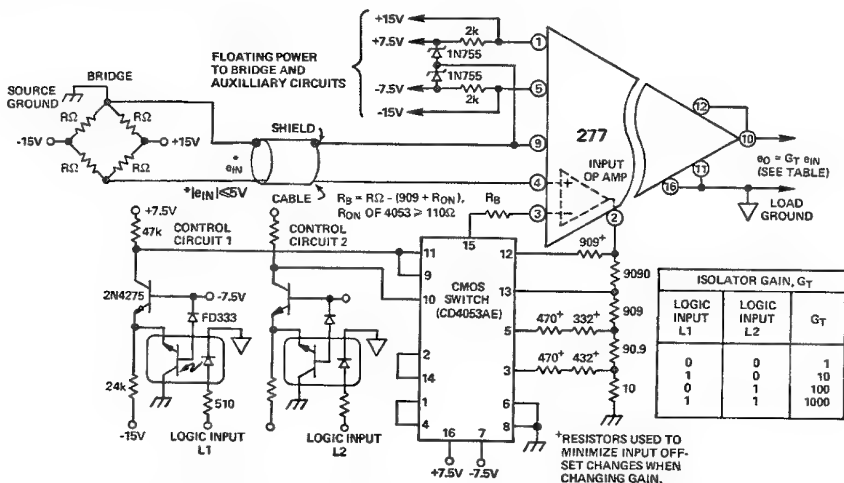 +15V
+7.5V
2k
1
1N755
FLOATING POWER
TO BRIDGE AND
AUXILLIARY CIRCUITS
1N755
-7.5V
2k
5
-15V
SOURCE
GROUND
BRIDGE
RΩ
RΩ
RΩ
RΩ
-15V
+15V
SHIELD
*
eIN
*|eIN|≤5V
CABLE
9
277
INPUT
OP AMP
4
3
2
12
10
11
16
eO = GT eIN
(SEE TABLE)
LOAD
GROUND
RB = RΩ - (909 + RON),
RON OF 4053 ≥ 110Ω
RB
15
+7.5V
47k
CONTROL
CIRCUIT 1
CONTROL
CIRCUIT 2
2N4275
-7.5V
FD333
24k
510
-15V
LOGIC INPUT
L1
LOGIC INPUT
L2
11
9
10
2
14
1
4
CMOS
SWITCH
(CD4053AE)
12
13
5
3
6
8
16
7
+7.5V
-7.5V
909+
9090
909
470+
332+
90.9
470+
432+
10
+RESISTORS USED TO
MINIMIZE INPUT OFF-
SET CHANGES WHEN
CHANGING GAIN.
ISOLATOR GAIN, GT
LOGIC INPUT L1
LOGIC INPUT L2
GT
0 0 1
1 0 10
0 1 100
1 1 1000